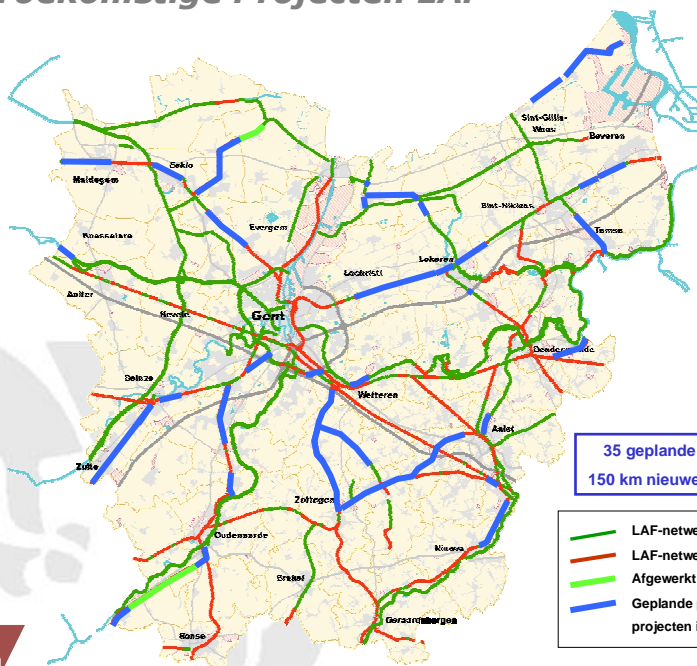 Toekomstige Projecten LAF
Sint-Gillis-
Waas
Beveren
Eeklo
Maldegem
Sint-Niklaas
Evergem
Temse
Knesselare
Lochristi
Lokeren
Aalter
Nevele
Gent
Dendermonde
Deinze
Wetteren
Aalst
35 geplande
150 km nieuwe
Zulte
Zottegem
LAF-netwe
Oudenaarde
LAF-netwe
Ninove
Afgewerkt
Brakel
Geplande p
projecten i
Geraardsbergen
Ronse